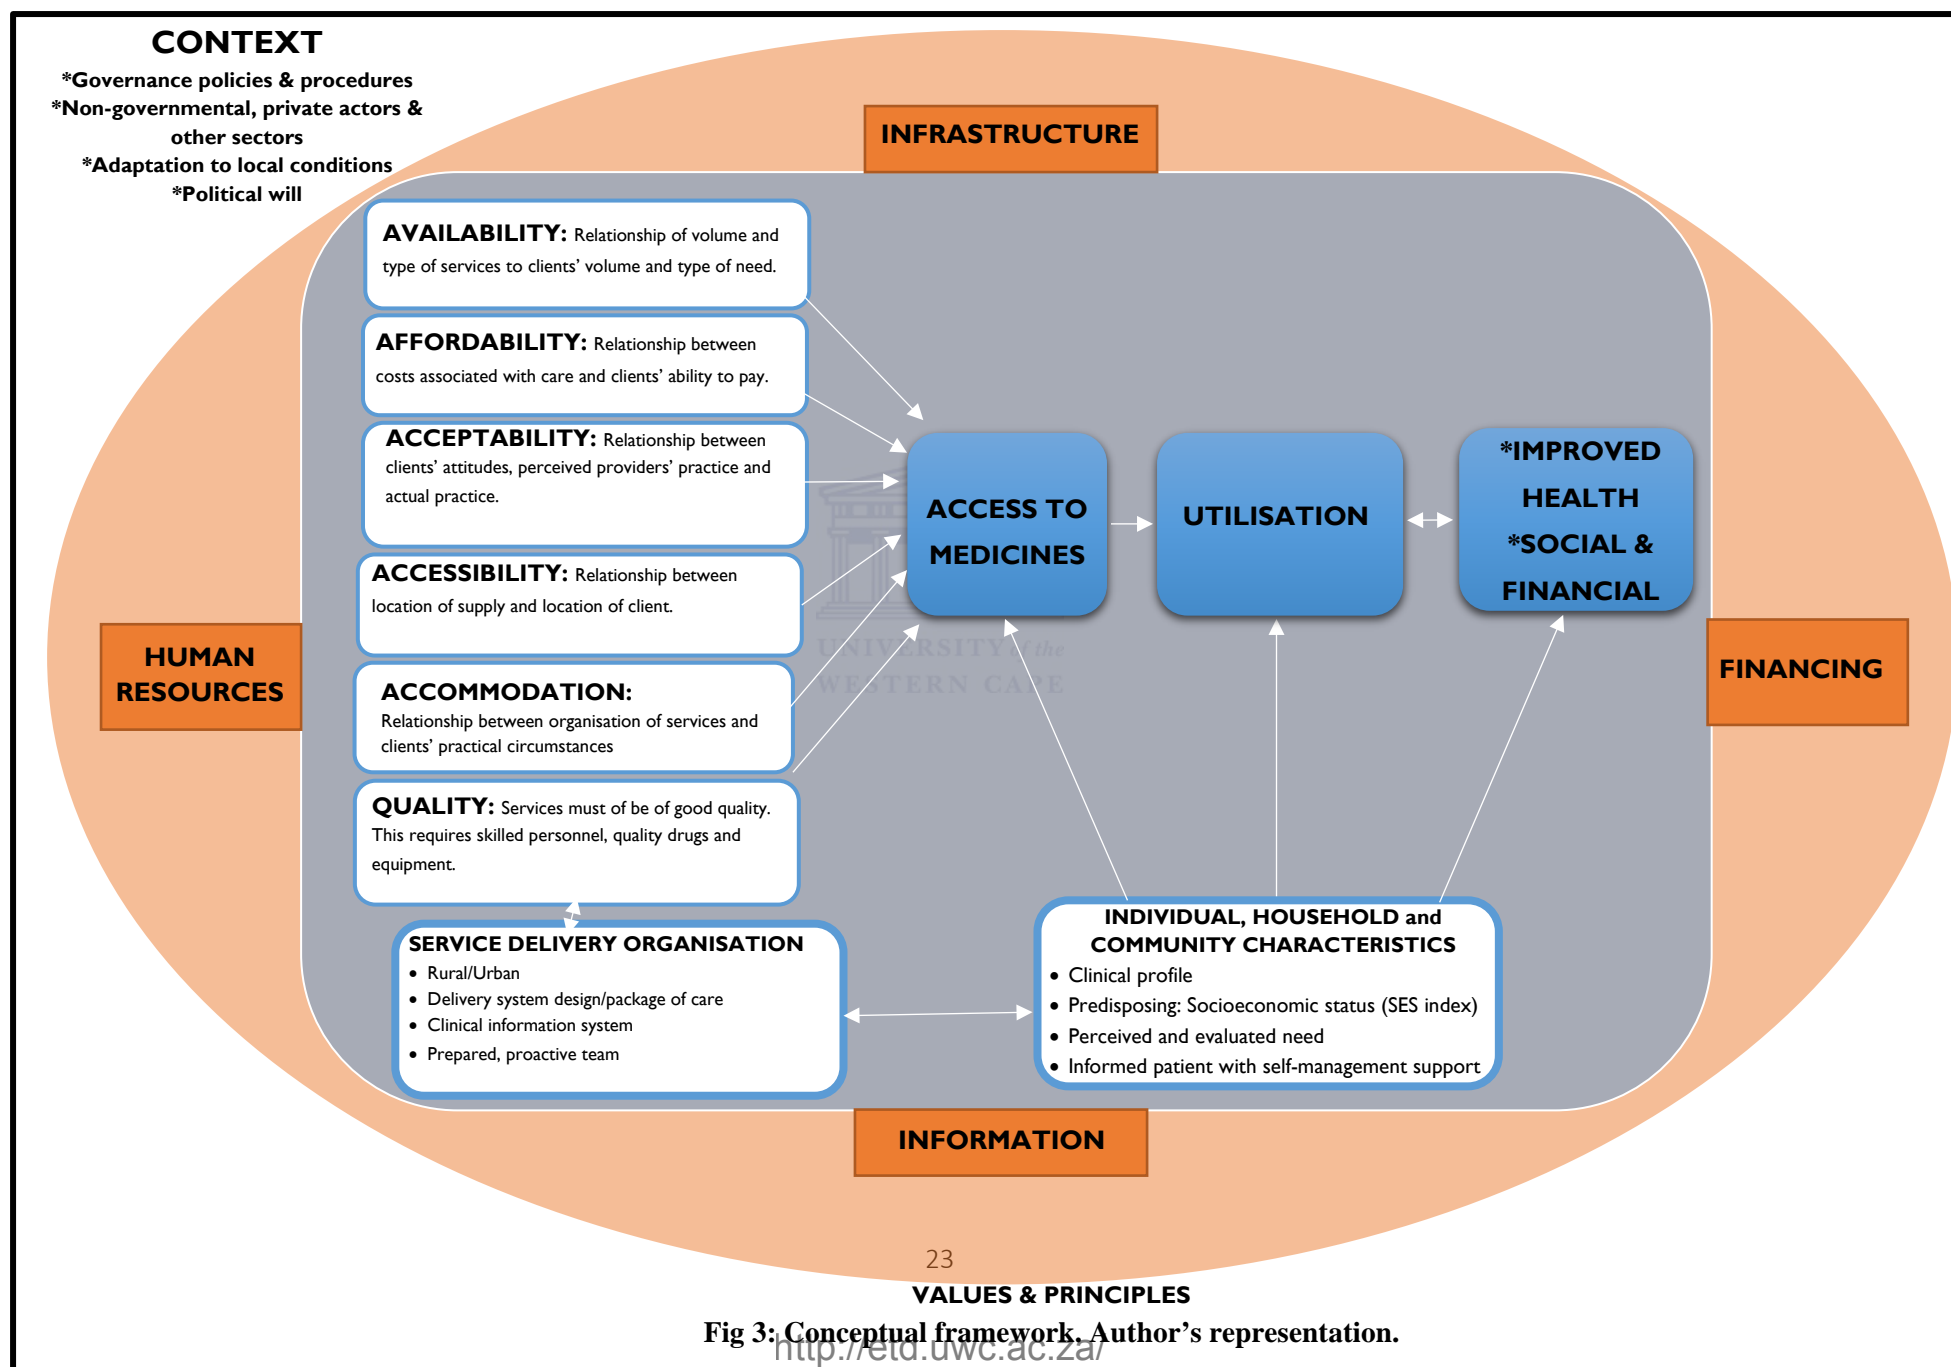 CONTEXT
*Governance policies & procedures
*Non-governmental, private actors &
other sectors
*Adaptation to local conditions
*Political will
INFRASTRUCTURE
AVAILABILITY: Relationship of volume and
type of services to clients’ volume and type of need.
AFFORDABILITY: Relationship between
costs associated with care and clients’ ability to pay.
ACCEPTABILITY: Relationship between
clients’ attitudes, perceived providers’ practice and
actual practice.
ACCESSIBILITY: Relationship between
location of supply and location of client.
ACCOMMODATION:
Relationship between organisation of services and
clients’ practical circumstances
QUALITY: Services must of be of good quality.
This requires skilled personnel, quality drugs and
equipment.
ACCESS TO
MEDICINES
UTILISATION
*IMPROVED
HEALTH
*SOCIAL &
FINANCIAL
UNIVERSITY of the
WESTERN CAPE
HUMAN
RESOURCES
FINANCING
SERVICE DELIVERY ORGANISATION
• Rural/Urban
• Delivery system design/package of care
• Clinical information system
• Prepared, proactive team
INDIVIDUAL, HOUSEHOLD and
COMMUNITY CHARACTERISTICS
• Clinical profile
• Predisposing: Socioeconomic status (SES index)
• Perceived and evaluated need
• Informed patient with self-management support
INFORMATION
23
VALUES & PRINCIPLES
Fig 3: Conceptual framework. Author’s representation.
http://etd.uwc.ac.za/